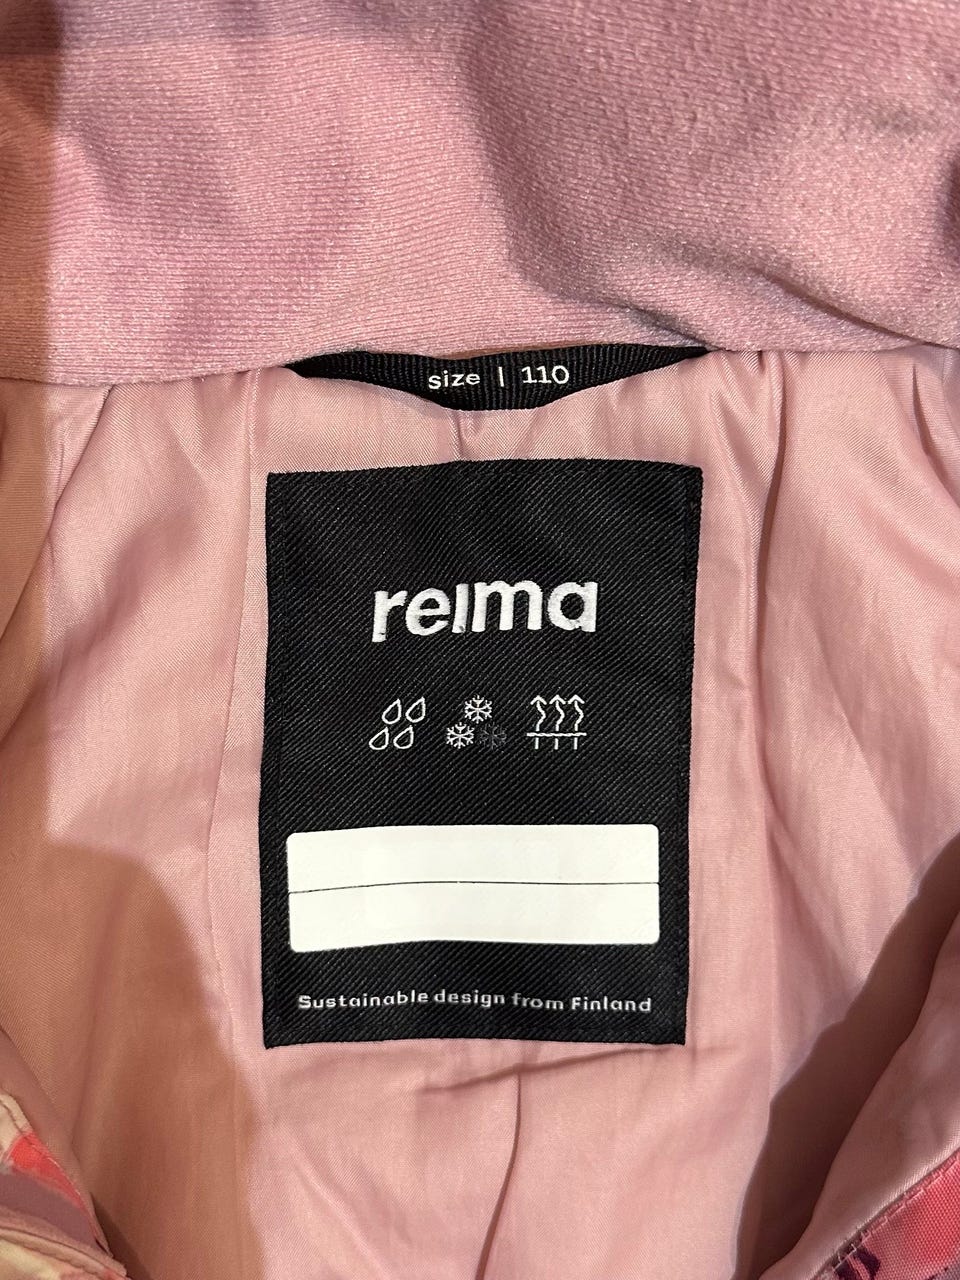 size | 110
reima
Sustainable design from Finland